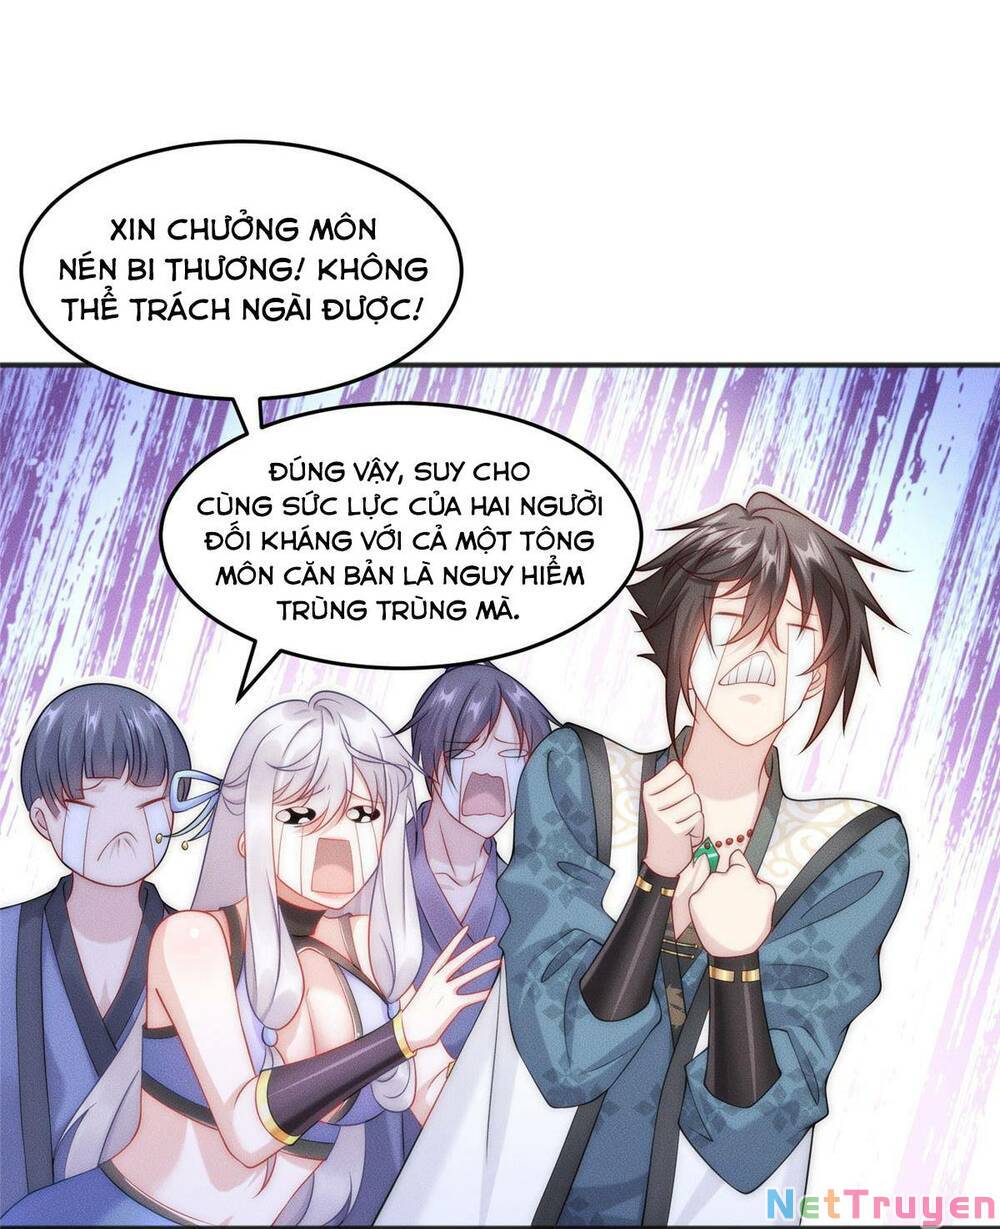 XIN CHƯỞNG MÔN
NÉN BI THƯƠNG! KHÔNG
THỂ TRÁCH NGÀI ĐƯỢC!
ĐÚNG VẬY, SUY CHO
CÙNG SỨC LỰC CỦA HAI NGƯỜI
ĐỐI KHÁNG VỚI CẢ MỘT TÔNG
MÔN CĂN BẢN LÀ NGUY HIỂM
TRÙNG TRÙNG MÀ.
NetTruyen